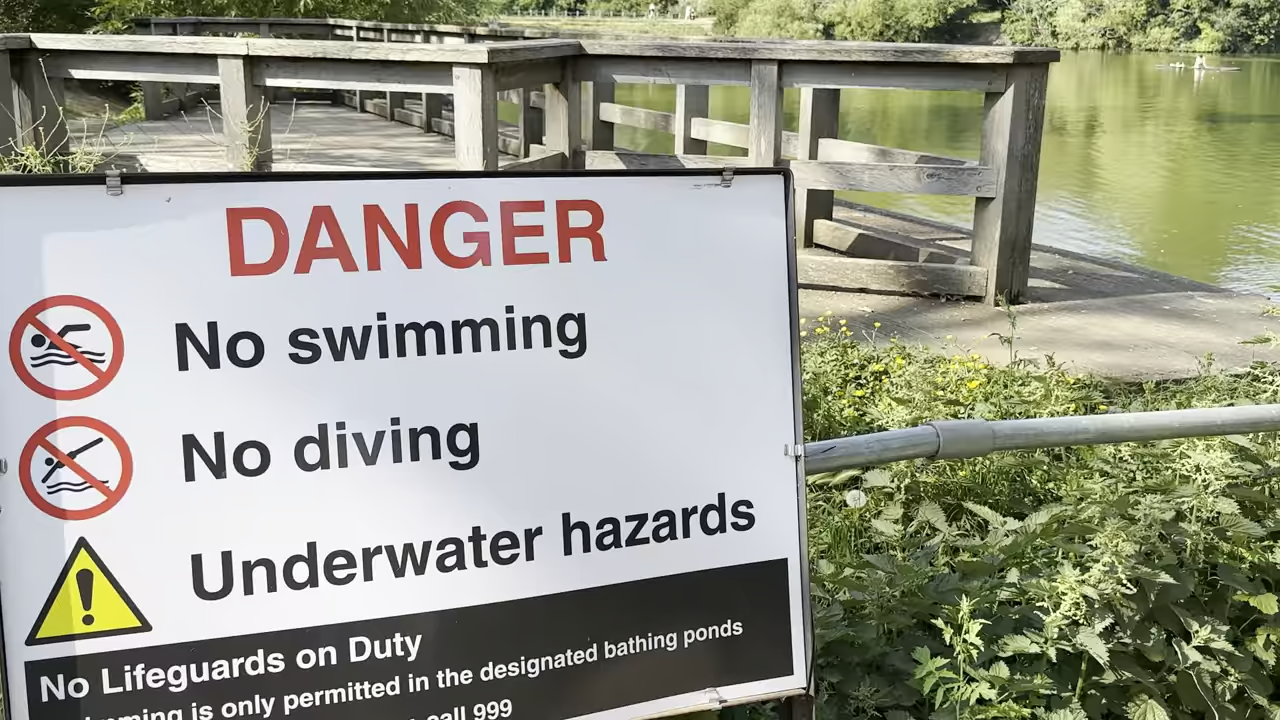 DANGER
No swimming
No diving
Underwater hazards
No Lifeguards on Duty
is only permitted in the designated bathing ponds
call 999